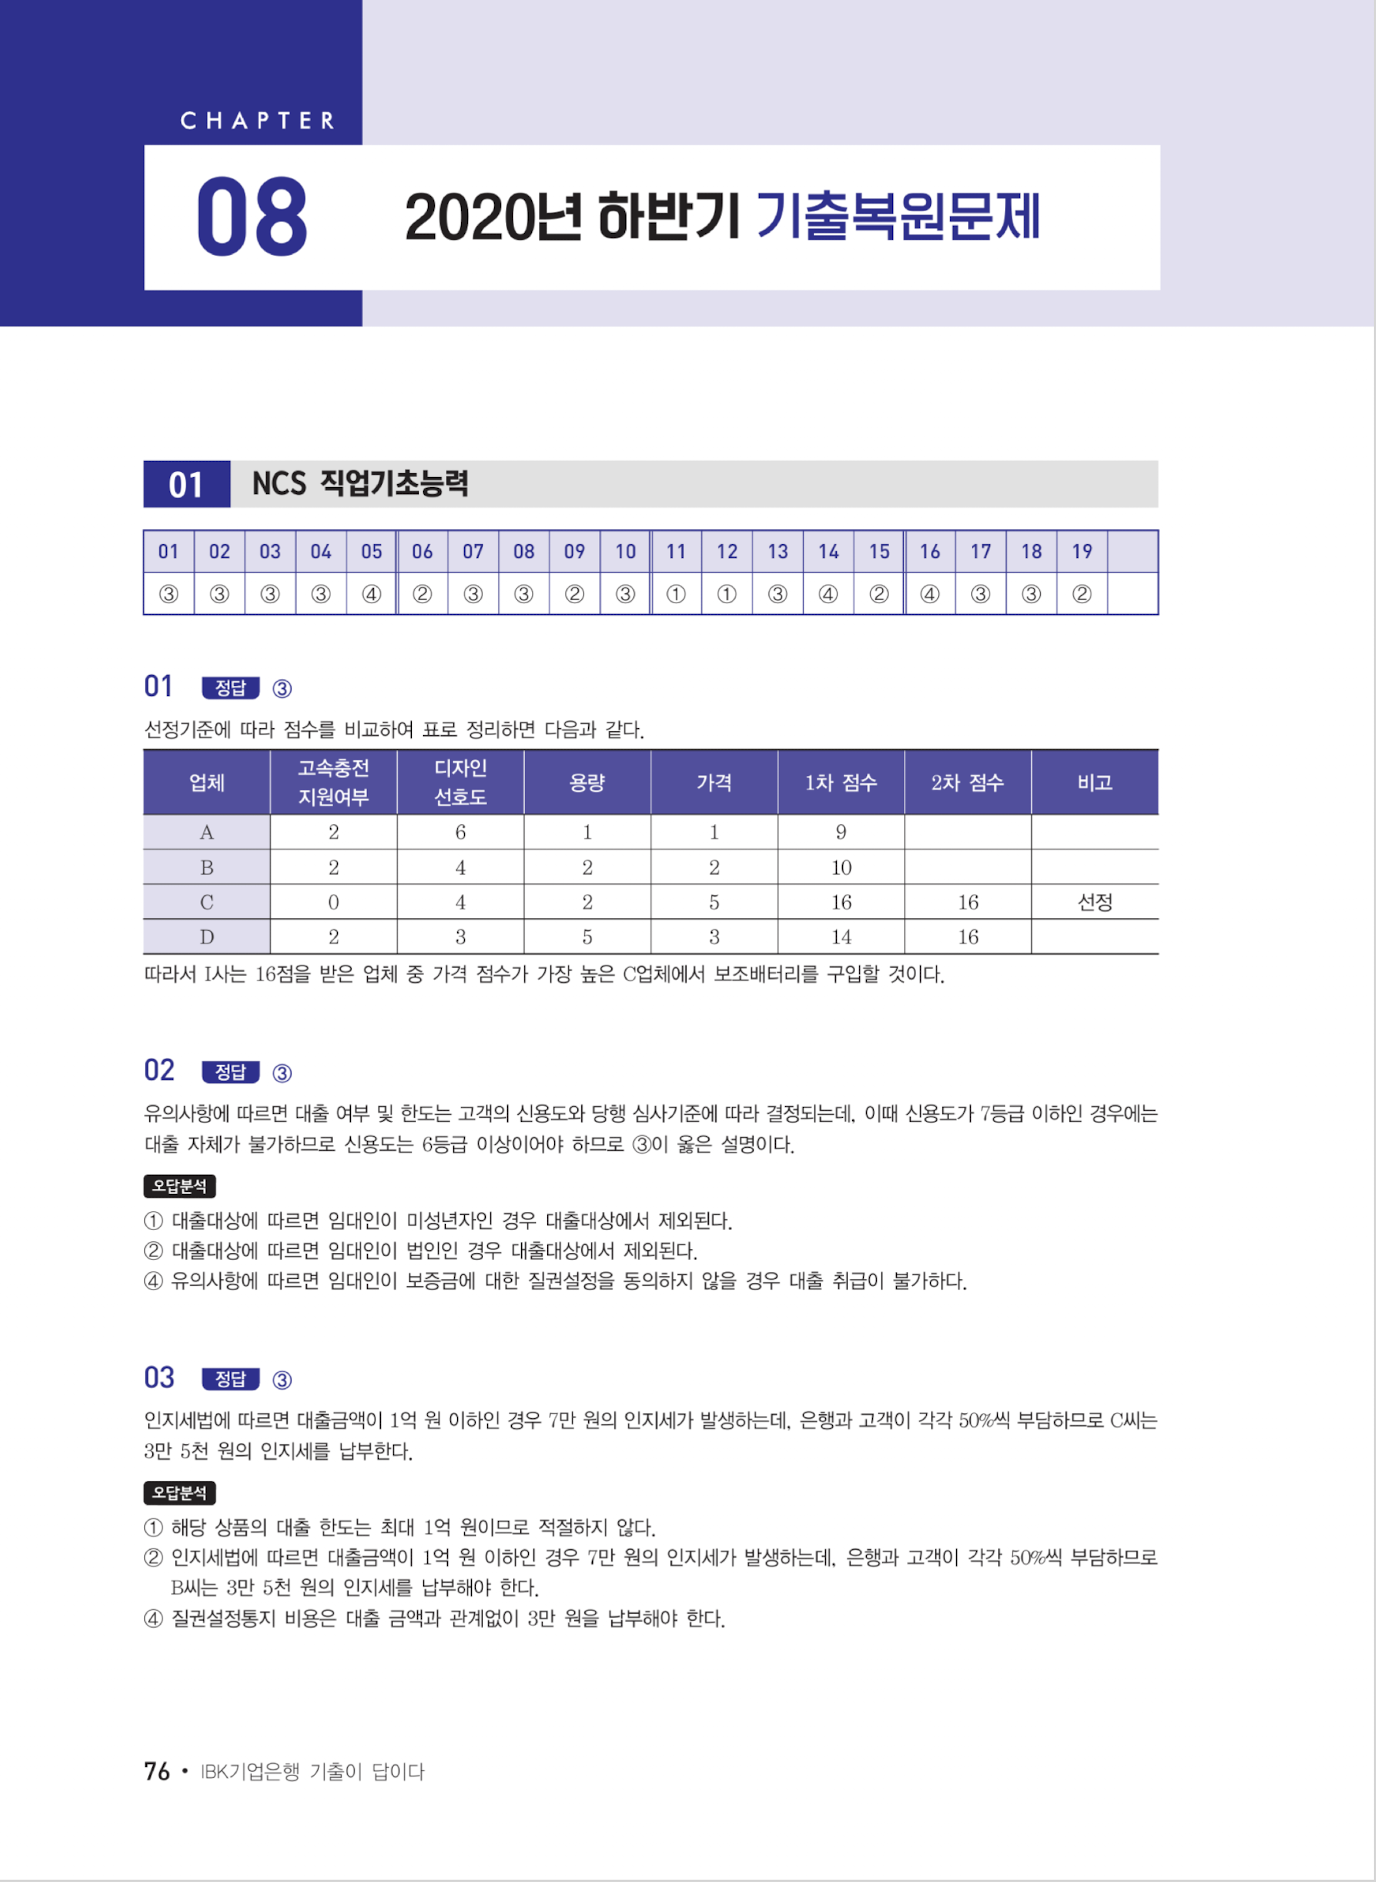 CHAPTER
08
2020년 하반기 기출복원문제
01 NCS 직업기초능력
01 02 03 04 05 06 07 08 09 10 11 12 13 14 15 16 17 18 19
③ ③ ③ ③ ④ ② ③ ③ ② ③ ① ① ③ ④ ② ④ ③ ③ ②
01 정답 ③
선정기준에 따라 점수를 비교하여 표로 정리하면 다음과 같다.
업체 고속충전 지원여부 디자인 선호도 용량 가격 1차 점수 2차 점수 비고
A 2 6 1 1 9
B 2 4 2 2 10
C 0 4 2 5 16 16 선정
D 2 3 5 3 14 16
따라서 I사는 16점을 받은 업체 중 가격 점수가 가장 높은 C업체에서 보조배터리를 구입할 것이다.
02 정답 ③
유의사항에 따르면 대출 여부 및 한도는 고객의 신용도와 당행 심사기준에 따라 결정되는데, 이때 신용도가 7등급 이하인 경우에는
대출 자체가 불가하므로 신용도는 6등급 이상이어야 하므로 ③이 옳은 설명이다.
오답분석
① 대출대상에 따르면 임대인이 미성년자인 경우 대출대상에서 제외된다.
② 대출대상에 따르면 임대인이 법인인 경우 대출대상에서 제외된다.
④ 유의사항에 따르면 임대인이 보증금에 대한 질권설정을 동의하지 않을 경우 대출 취급이 불가하다.
03 정답 ③
인지세법에 따르면 대출금액이 1억 원 이하인 경우 7만 원의 인지세가 발생하는데, 은행과 고객이 각각 50%씩 부담하므로 C씨는
3만 5천 원의 인지세를 납부한다.
오답분석
① 해당 상품의 대출 한도는 최대 1억 원이므로 적절하지 않다.
② 인지세법에 따르면 대출금액이 1억 원 이하인 경우 7만 원의 인지세가 발생하는데, 은행과 고객이 각각 50%씩 부담하므로
B씨는 3만 5천 원의 인지세를 납부해야 한다.
④ 질권설정통지 비용은 대출 금액과 관계없이 3만 원을 납부해야 한다.
76 • IBK기업은행 기출이 답이다